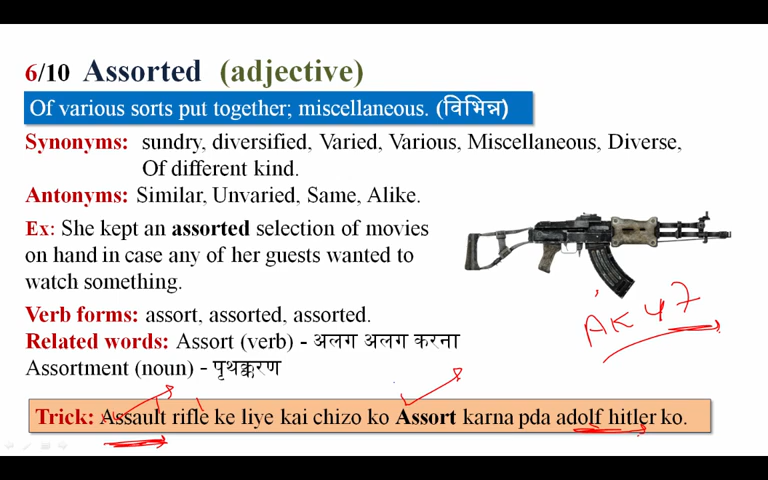 6/10 Assorted (adjective)
Of various sorts put together; miscellaneous. (विभिन्न)
Synonyms: sundry, diversified, Varied, Various, Miscellaneous, Diverse,
Of different kind.
Antonyms: Similar, Unvaried, Same, Alike.
Ex: She kept an assorted selection of movies
on hand in case any of her guests wanted to
watch something.
AK 47
Verb forms: assort, assorted, assorted.
Related words: Assort (verb) - अलग अलग करना
Assortment (noun) - पृथक्करण
Trick: Assault rifle ke liye kai chizo ko Assort karna pda adolf hitler ko.